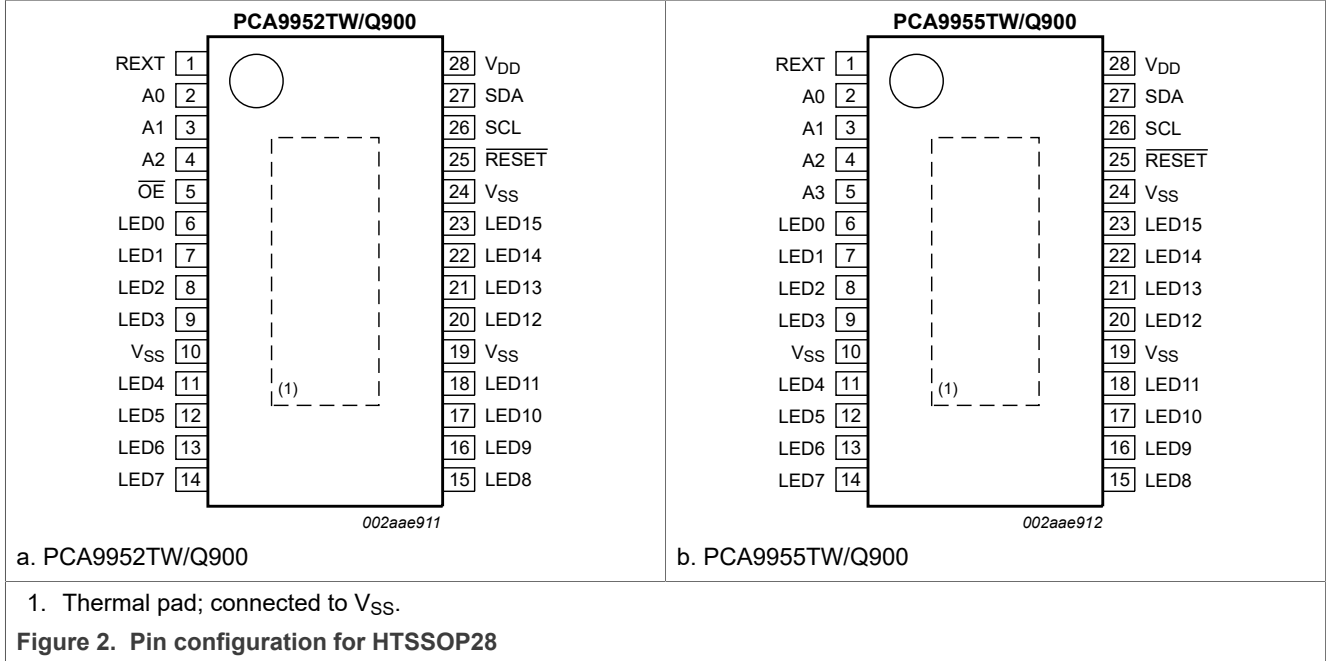 PCA9952TW/Q900
REXT 1
A0 2
A1 3
A2 4
OE 5
LED0 6
LED1 7
LED2 8
LED3 9
VSS 10
LED4 11
LED5 12
LED6 13
LED7 14
28 VDD
27 SDA
26 SCL
25 RESET
24 VSS
23 LED15
22 LED14
21 LED13
20 LED12
19 VSS
18 LED11
17 LED10
16 LED9
15 LED8
(1)
002aae911
a. PCA9952TW/Q900
PCA9955TW/Q900
REXT 1
A0 2
A1 3
A2 4
A3 5
LED0 6
LED1 7
LED2 8
LED3 9
VSS 10
LED4 11
LED5 12
LED6 13
LED7 14
28 VDD
27 SDA
26 SCL
25 RESET
24 VSS
23 LED15
22 LED14
21 LED13
20 LED12
19 VSS
18 LED11
17 LED10
16 LED9
15 LED8
(1)
002aae912
b. PCA9955TW/Q900
1. Thermal pad; connected to VSS.
Figure 2. Pin configuration for HTSSOP28